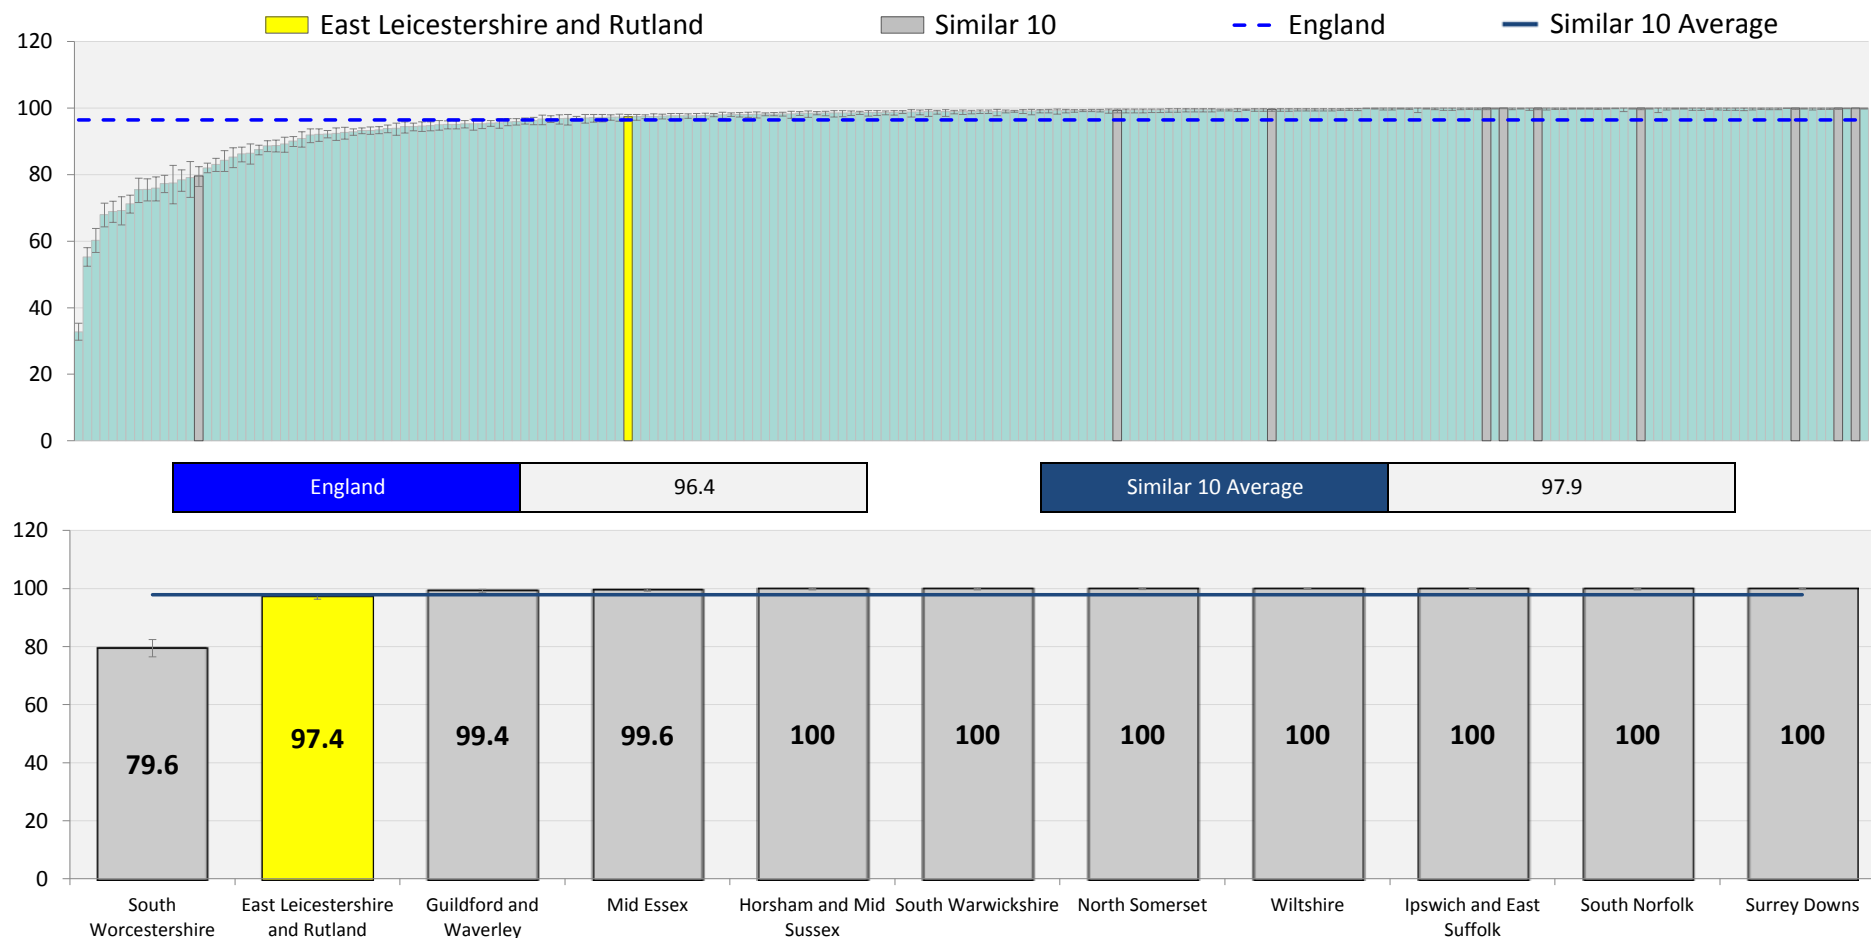 East Leicestershire and Rutland Similar 10 England Similar 10 Average
120
100
80
60
40
20
0
England 96.4 Similar 10 Average 97.9
120
100
80
60
40
20
0
79.6 97.4 99.4 99.6 100 100 100 100 100 100 100
South East Leicestershire Guildford and Mid Essex Horsham and Mid South Warwickshire North Somerset Wiltshire Ipswich and East South Norfolk Surrey Downs
Worcestershire and Rutland Waverley Sussex Suffolk